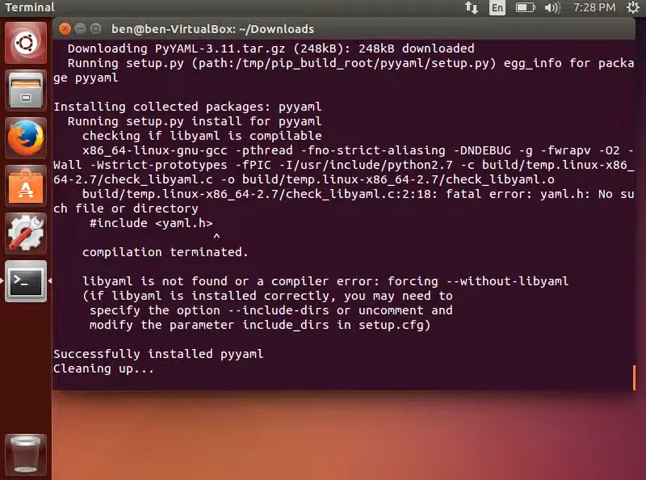 Terminal
En
7:28 PM
ben@ben-VirtualBox: ~/Downloads
Downloading PyYAML-3.11.tar.gz (248kB): 248kB downloaded
Running setup.py (path:/tmp/pip_build_root/pyyaml/setup.py) egg_info for packa
ge pyyaml
Installing collected packages: pyyaml
Running setup.py install for pyyaml
checking if libyaml is compilable
x86_64-linux-gnu-gcc -pthread -fno-strict-aliasing -DNDEBUG -g -fwrapv -O2 -
Wall -Wstrict-prototypes -fPIC -I/usr/include/python2.7 -c build/temp.linux-x86_
64-2.7/check_libyaml.c -o build/temp.linux-x86_64-2.7/check_libyaml.o
build/temp.linux-x86_64-2.7/check_libyaml.c:2:18: fatal error: yaml.h: No su
ch file or directory
#include <yaml.h>
^
compilation terminated.
libyaml is not found or a compiler error: forcing --without-libyaml
(if libyaml is installed correctly, you may need to
specify the option --include-dirs or uncomment and
modify the parameter include_dirs in setup.cfg)
Successfully installed pyyaml
Cleaning up...